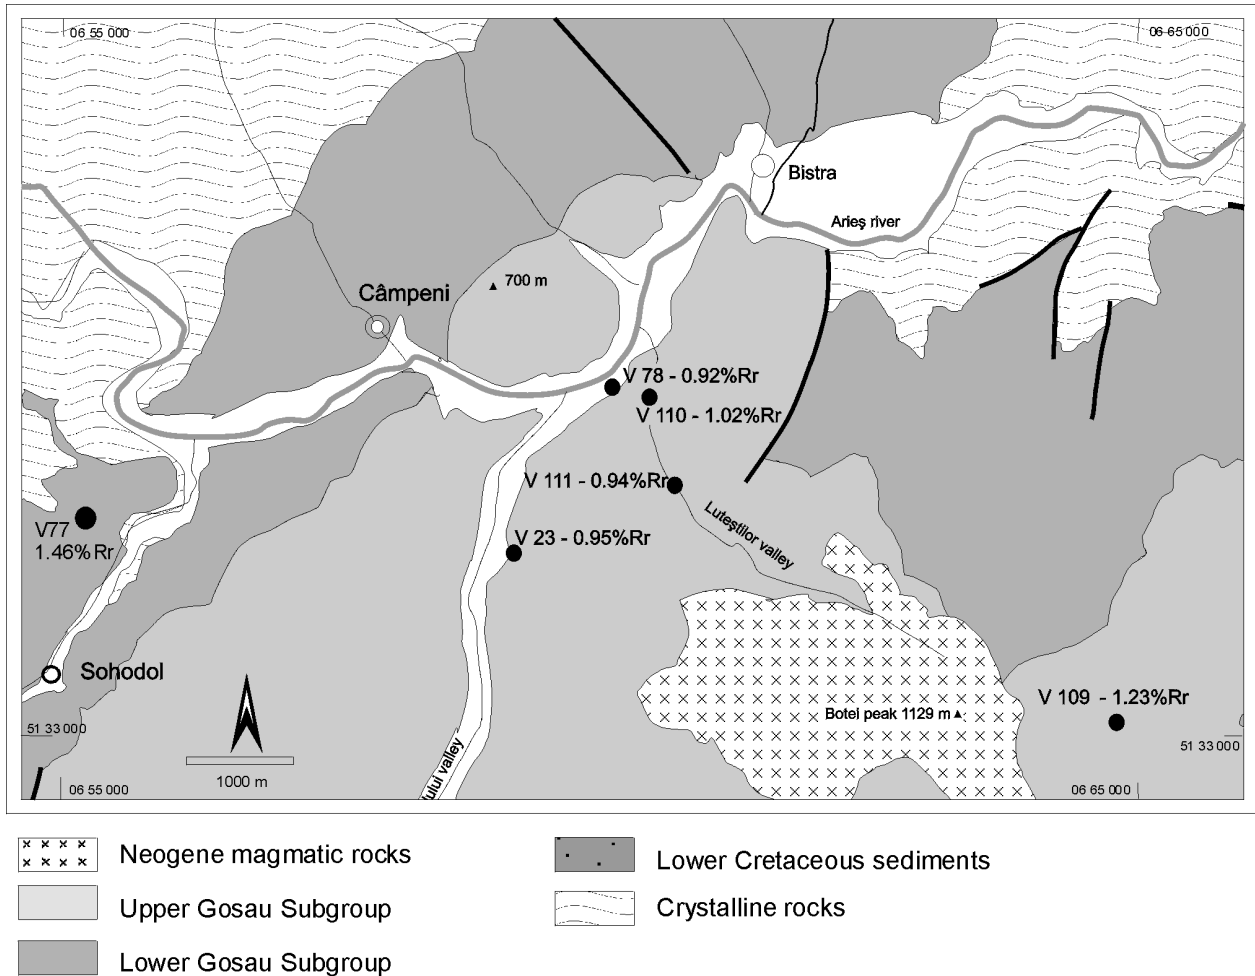 06 55 000
06 65 000
Bistra
Arieş river
700 m
Câmpeni
V 78 - 0.92%Rr
V 110 - 1.02%Rr
V 111 - 0.94%Rr
V77
1.46% Rr
V 23 - 0.95%Rr
Luteştilor valley
Sohodol
V 109 - 1.23%Rr
Botei peak 1129 m
51 33 000
51 33 000
1000 m
valley
06 55 000
06 65 000
Neogene magmatic rocks
Lower Cretaceous sediments
Upper Gosau Subgroup
Crystalline rocks
Lower Gosau Subgroup